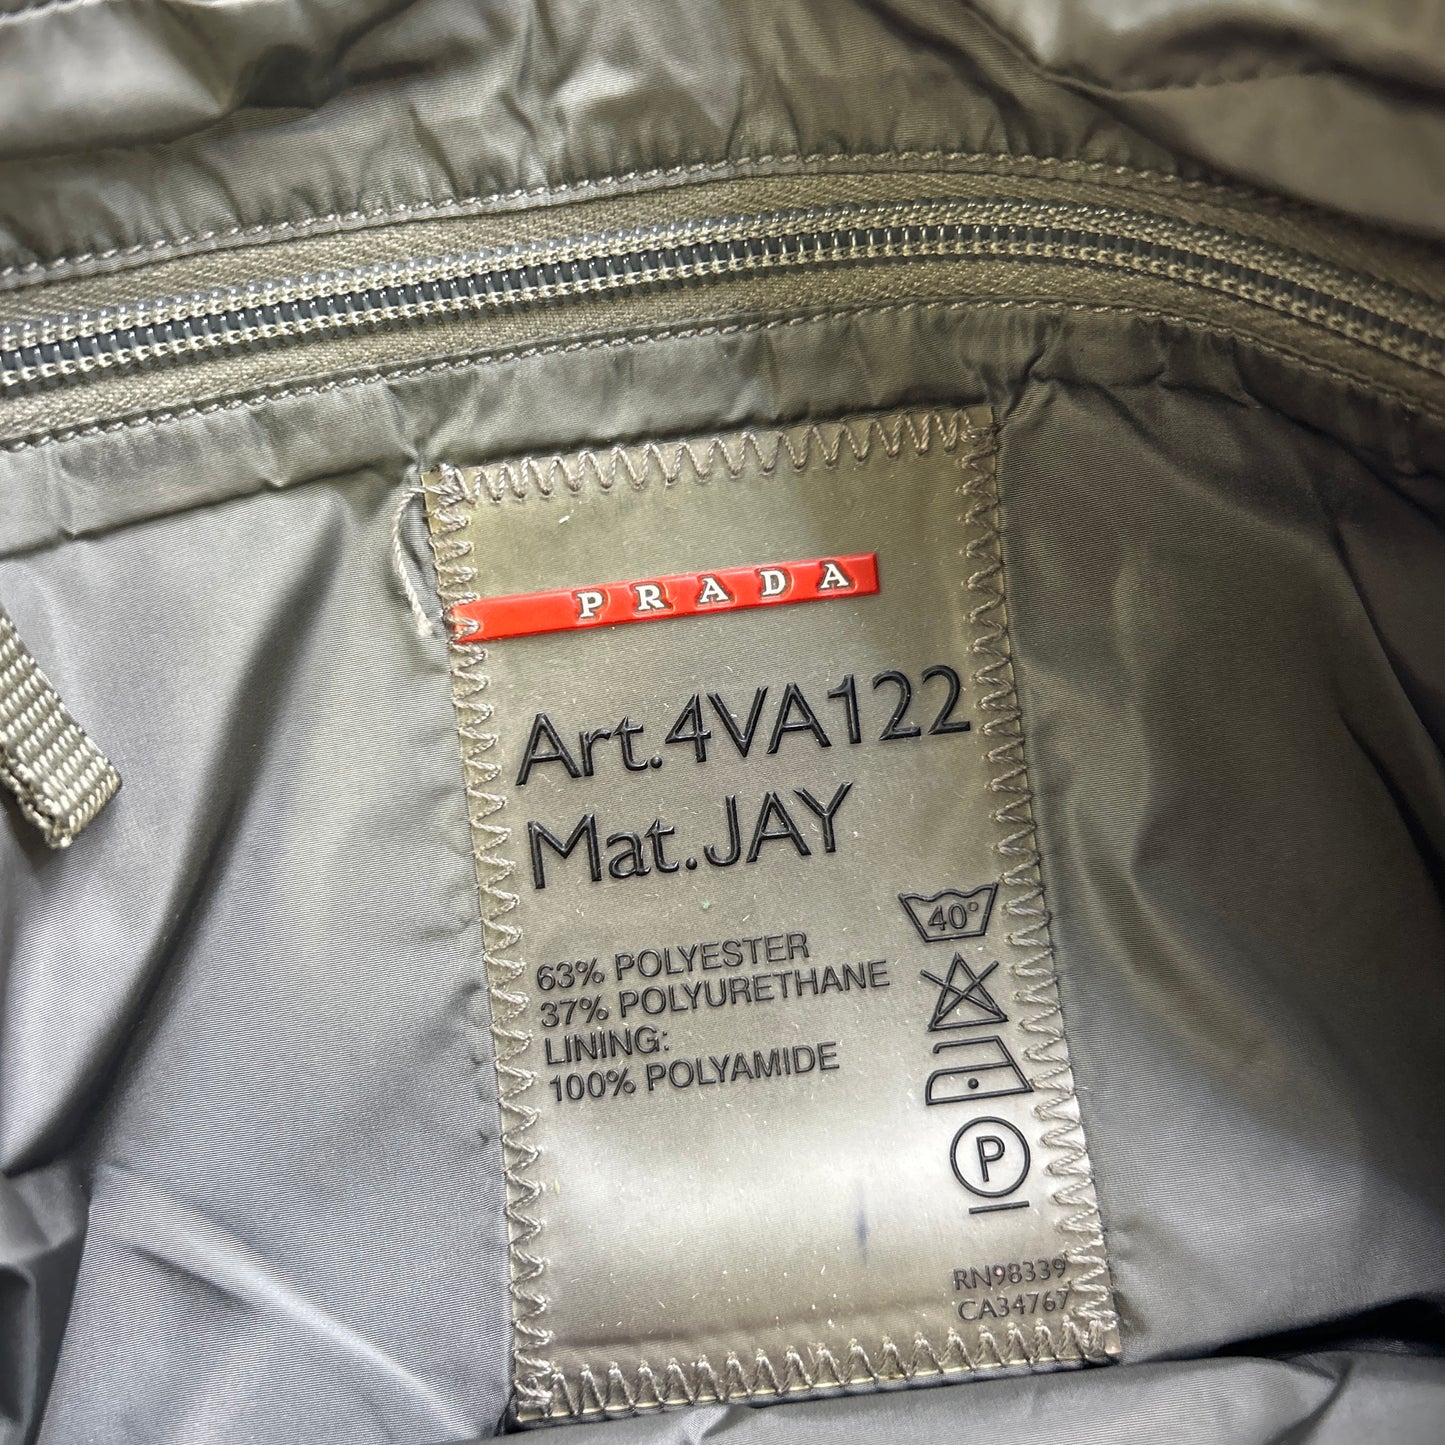 PRADA
Art.4VA122
Mat.JAY
40°
63% POLYESTER
37% POLYURETHANE
LINING:
100% POLYAMIDE
P
RN98339
CA34767